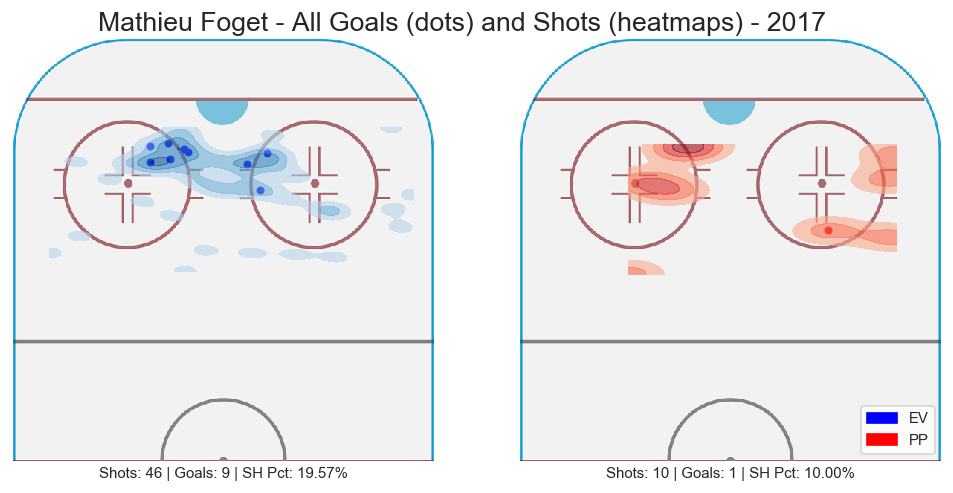 Mathieu Foget - All Goals (dots) and Shots (heatmaps) - 2017
EV
PP
Shots: 46 | Goals: 9 | SH Pct: 19.57%
Shots: 10 | Goals: 1 | SH Pct: 10.00%